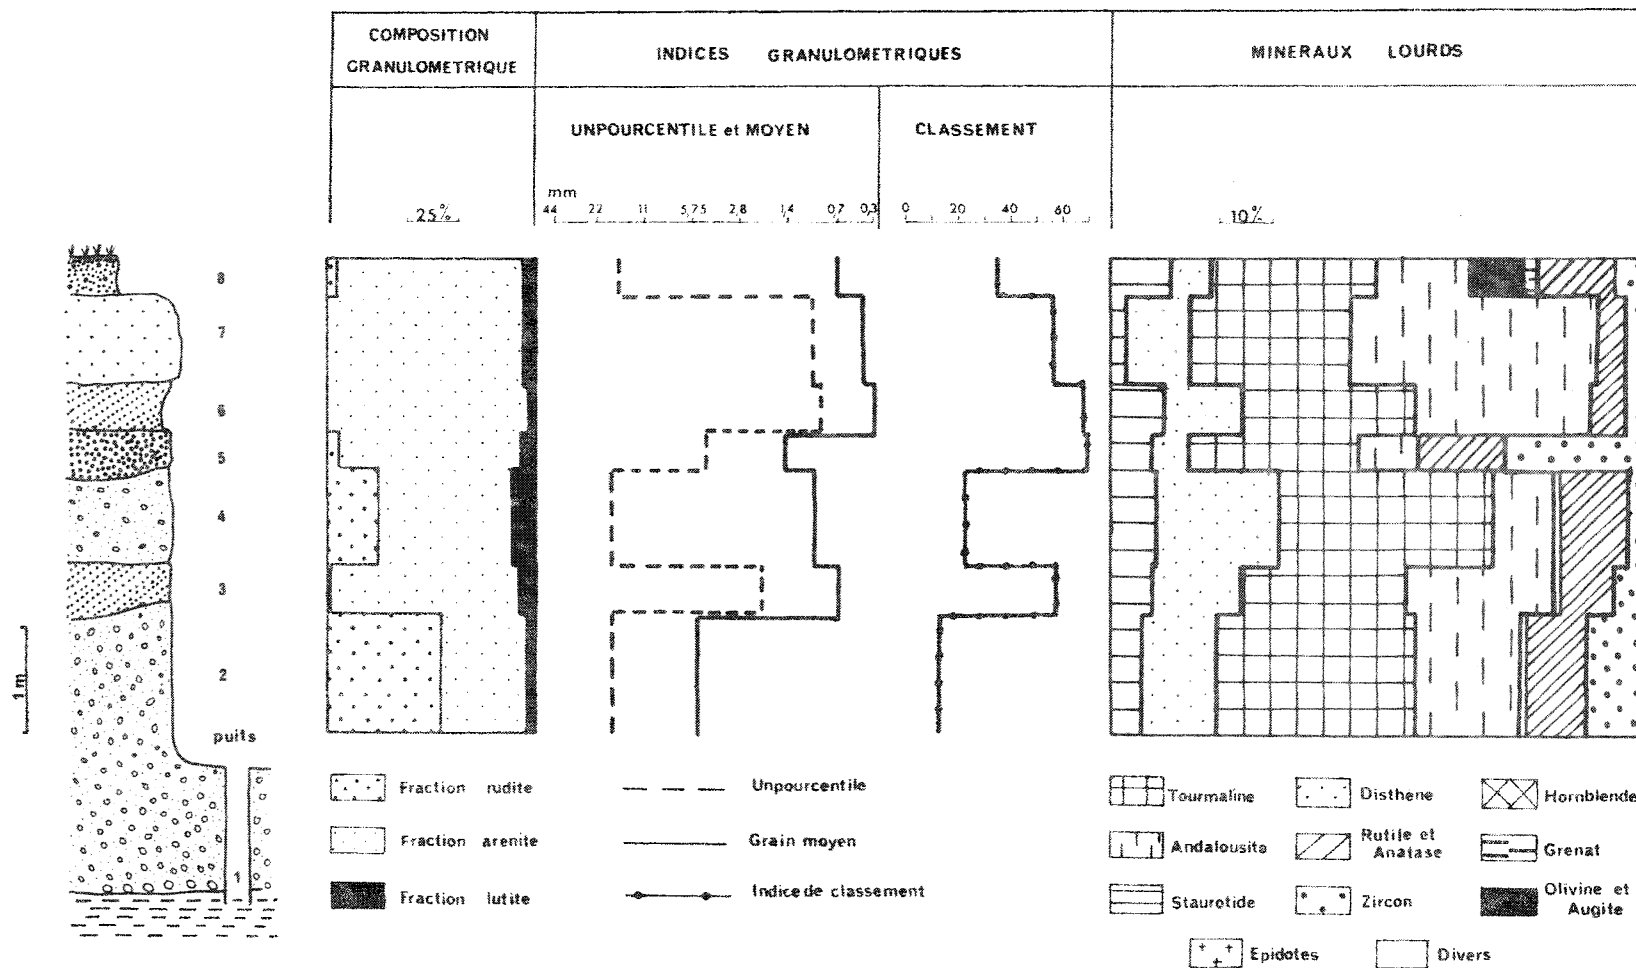 COMPOSITION
GRANULOMETRIQUE
INDICES GRANULOMETRIQUES
MINERAUX LOURDS
UNPOURCENTILE et MOYEN
CLASSEMENT
25%
mm
44 22 11 5,75 2,8 1,4 0,7 0,3
0 20 40 60
10%
8
7
6
5
4
3
2
puits
1
1m
Fraction rudite
Fraction arenite
Fraction lutite
Unpourcentile
Grain moyen
Indice de classement
Tourmaline
Disthene
Hornblende
Andalousite
Rutile et
Anatase
Grenat
Staurotide
Zircon
Olivine et
Augite
Epidotes
Divers